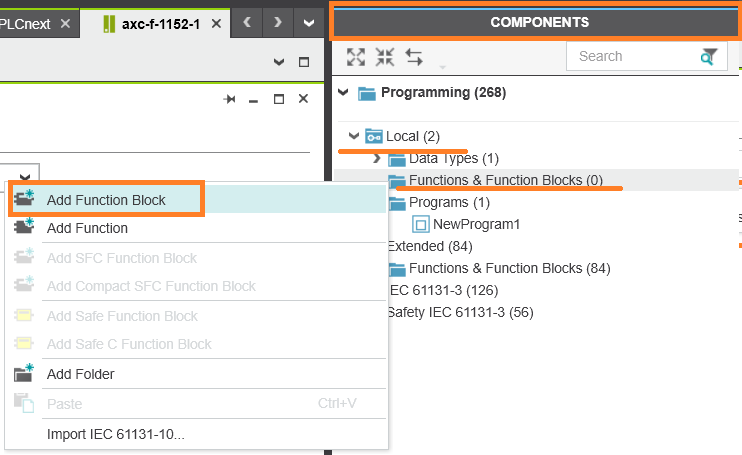 PLCnext
axc-f-1152-1
COMPONENTS
Search
Programming (268)
Local (2)
Data Types (1)
Functions & Function Blocks (0)
Programs (1)
NewProgram1
Extended (84)
Functions & Function Blocks (84)
EC 61131-3 (126)
Safety IEC 61131-3 (56)
Add Function Block
Add Function
Add SFC Function Block
Add Compact SFC Function Block
Add Safe Function Block
Add Safe C Function Block
Add Folder
Paste Ctrl+V
Import IEC 61131-10...